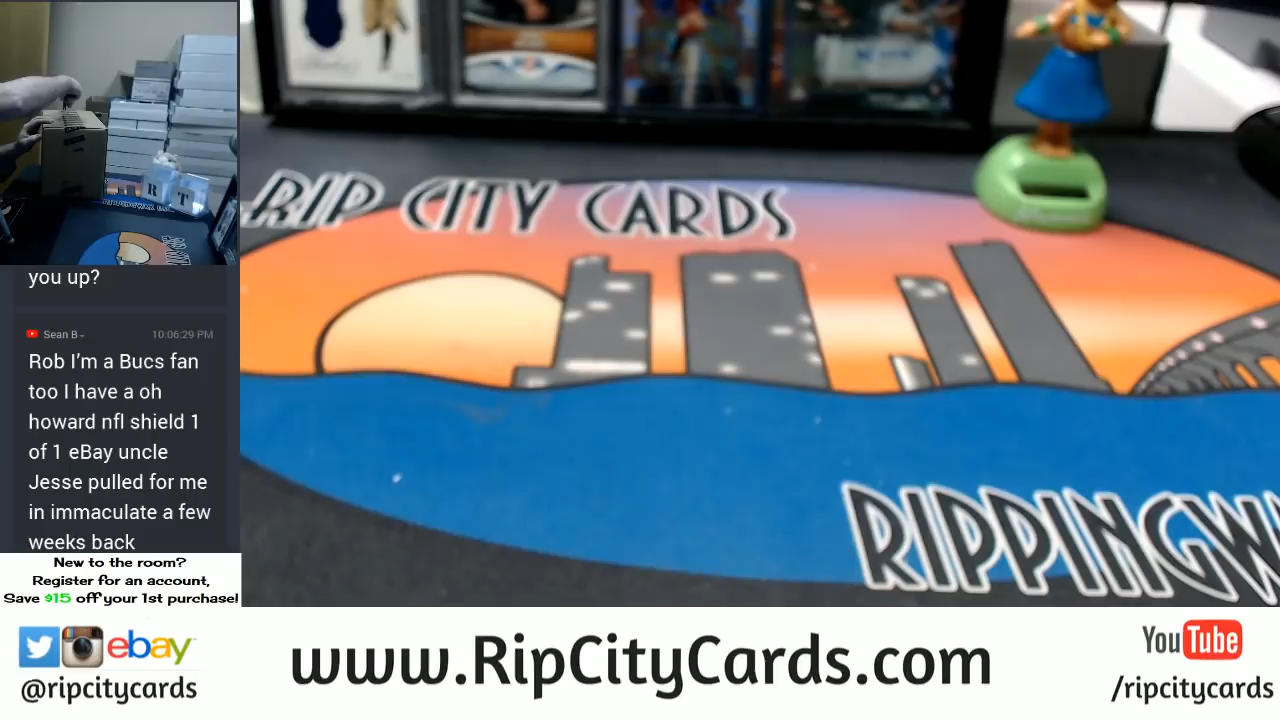 you up?
Sean B-
10:06:29 PM
Rob I'm a Bucs fan
too I have a oh
howard nfl shield 1
of 1 eBay uncle
Jesse pulled for me
in immaculate a few
weeks back
New to the room?
Register for an account,
Save $15 off your 1st purchase!
R T
RIP CITY CARDS
RIPPINGW
ebay
@ripcitycards
www.RipCityCards.com
YouTube
/ripcitycards